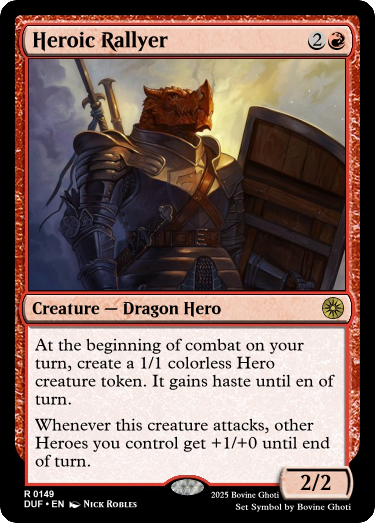 Heroic Rallyer 2
Creature — Dragon Hero
At the beginning of combat on your
turn, create a 1/1 colorless Hero
creature token. It gains haste until en of
turn.
Whenever this creature attacks, other
Heroes you control get +1/+0 until end
of turn.
2/2
R 0149
DUF • EN Nick Robles
2025 Bovine Ghoti
Set Symbol by Bovine Ghoti